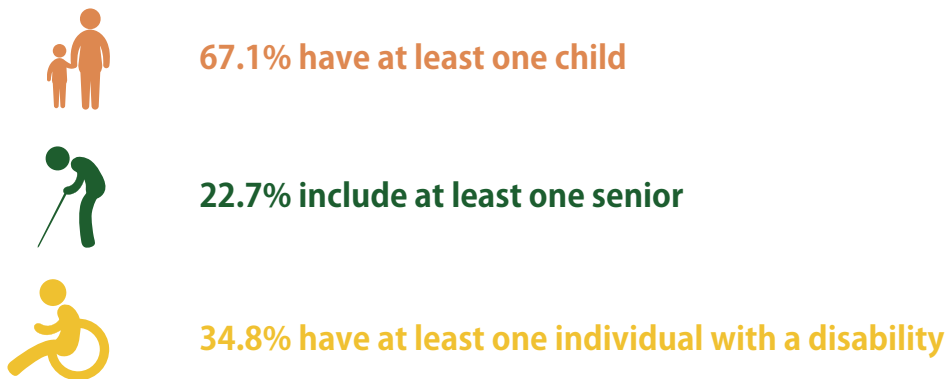 67.1% have at least one child
22.7% include at least one senior
34.8% have at least one individual with a disability